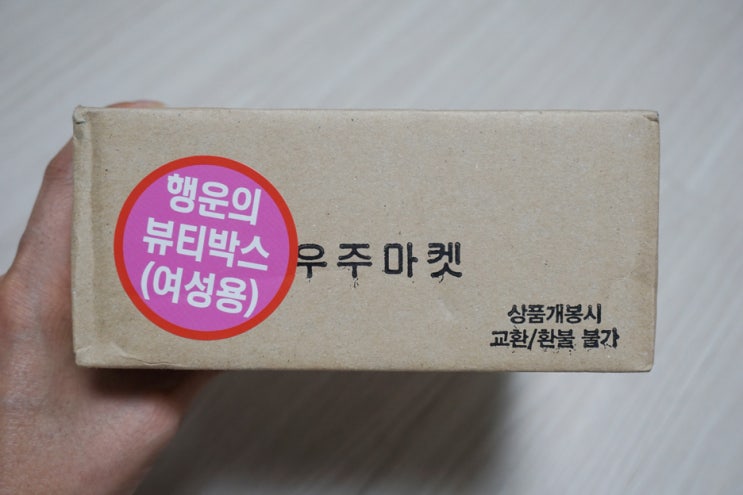 행운의
뷰티박스
(여성용)
우주마켓
상품개봉시
교환/환불 불가